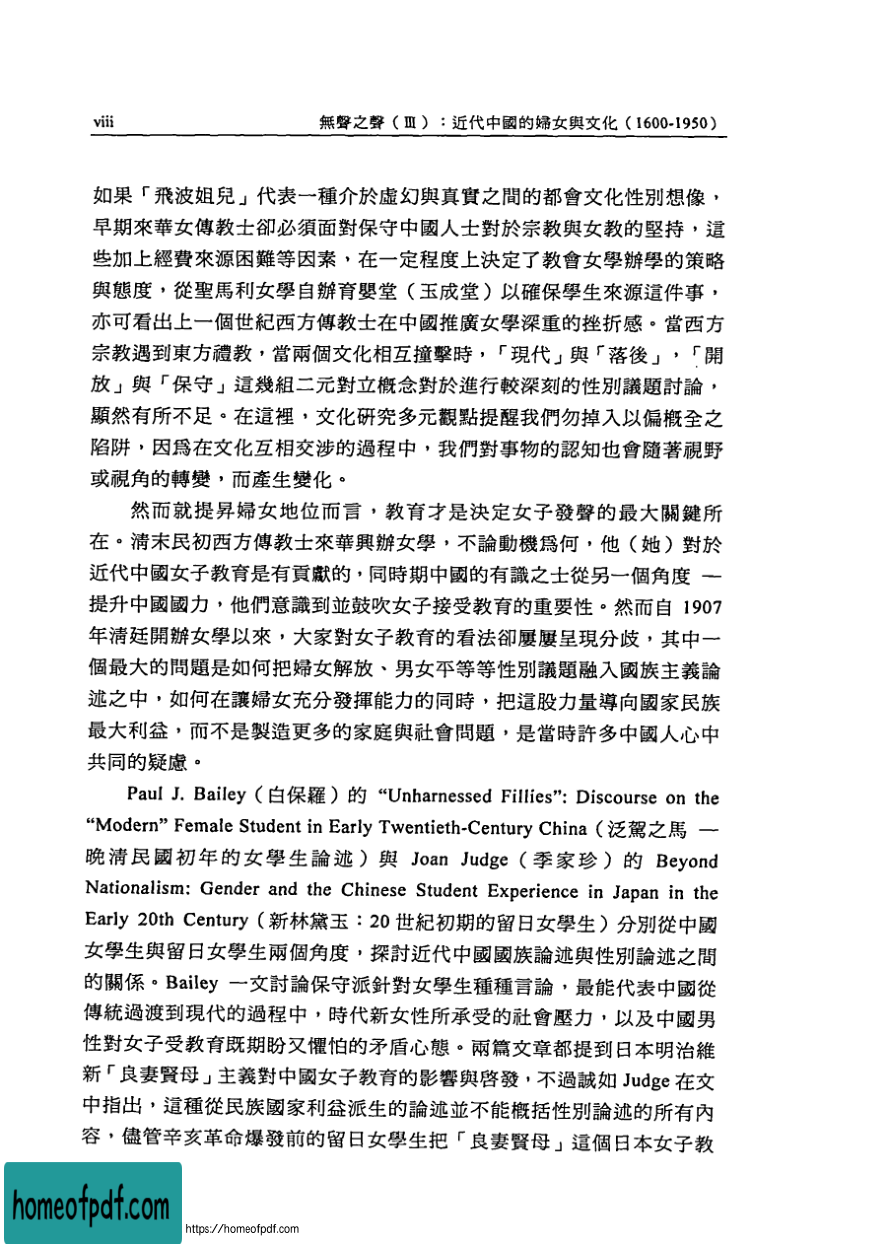 viii 無聲之聲（Ⅲ）：近代中國的婦女與文化（1600-1950）
如果「飛波姐兒」代表一種介於虛幻與真實之間的都會文化性別想像，
早期來華女傳教士卻必須面對保守中國人士對於宗教與女教的堅持，這
些加上經費來源困難等因素，在一定程度上決定了教會女學辦學的策略
與態度，從聖馬利女學自辦育嬰堂（玉成堂）以確保學生來源這件事，
亦可看出上一個世紀西方傳教士在中國推廣女學深重的挫折感。當西方
宗教遇到東方禮教，當兩個文化相互撞擊時，「現代」與「落後」，「開
放」與「保守」這幾組二元對立概念對於進行較深刻的性別議題討論，
顯然有所不足。在這裡，文化研究多元觀點提醒我們勿掉入以偏概全之
陷阱，因爲在文化互相交涉的過程中，我們對事物的認知也會隨著視野
或視角的轉變，而產生變化。
然而就提昇婦女地位而言，教育才是決定女子發聲的最大關鍵所
在。清末民初西方傳教士來華興辦女學，不論動機爲何，他（她）對於
近代中國女子教育是有貢獻的，同時期中國的有識之士從另一個角度 —
提升中國國力，他們意識到並鼓吹女子接受教育的重要性。然而自 1907
年清廷開辦女學以來，大家對女子教育的看法卻屢屢呈現分歧，其中一
個最大的問題是如何把婦女解放、男女平等等性別議題融入國族主義論
述之中，如何在讓婦女充分發揮能力的同時，把這股力量導向國家民族
最大利益，而不是製造更多的家庭與社會問題，是當時許多中國人心中
共同的疑慮。
Paul J. Bailey（白保羅）的 “Unharnessed Fillies”: Discourse on the
“Modern” Female Student in Early Twentieth-Century China（泛駕之馬 —
晚清民國初年的女學生論述）與 Joan Judge（季家珍）的 Beyond
Nationalism: Gender and the Chinese Student Experience in Japan in the
Early 20th Century（新林黛玉：20 世紀初期的留日女學生）分別從中國
女學生與留日女學生兩個角度，探討近代中國國族論述與性別論述之間
的關係。Bailey 一文討論保守派針對女學生種種言論，最能代表中國從
傳統過渡到現代的過程中，時代新女性所承受的社會壓力，以及中國男
性對女子受教育既期盼又懼怕的矛盾心態。兩篇文章都提到日本明治維
新「良妻賢母」主義對中國女子教育的影響與啓發，不過誠如 Judge 在文
中指出，這種從民族國家利益派生的論述並不能概括性別論述的所有內
容，儘管辛亥革命爆發前的留日女學生把「良妻賢母」這個日本女子教
homeofpdf.com
https://homeofpdf.com